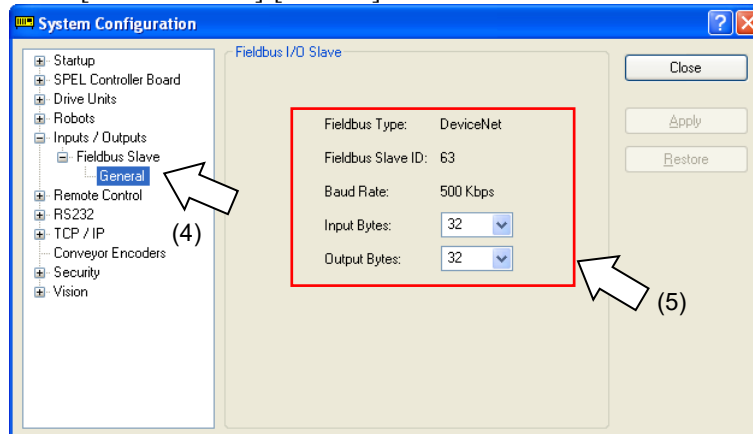 System Configuration
Startup
SPEL Controller Board
Drive Units
Robots
Inputs / Outputs
Fieldbus Slave
General
Remote Control
RS232
TCP / IP
Conveyor Encoders
Security
Vision
(4)
Fieldbus I/O Slave
Fieldbus Type: DeviceNet
Fieldbus Slave ID: 63
Baud Rate: 500 Kbps
Input Bytes: 32
Output Bytes: 32
(5)
Close
Apply
Restore